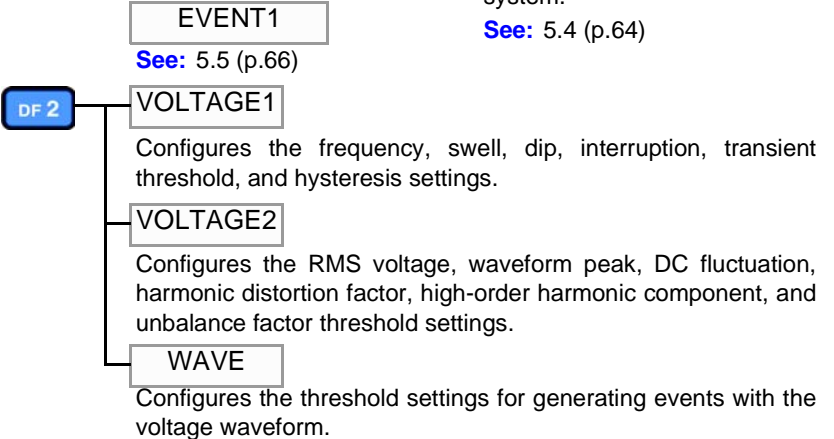 system.
EVENT1
See: 5.4 (p.64)
See: 5.5 (p.66)
DF 2
VOLTAGE1
Configures the frequency, swell, dip, interruption, transient
threshold, and hysteresis settings.
VOLTAGE2
Configures the RMS voltage, waveform peak, DC fluctuation,
harmonic distortion factor, high-order harmonic component, and
unbalance factor threshold settings.
WAVE
Configures the threshold settings for generating events with the
voltage waveform.